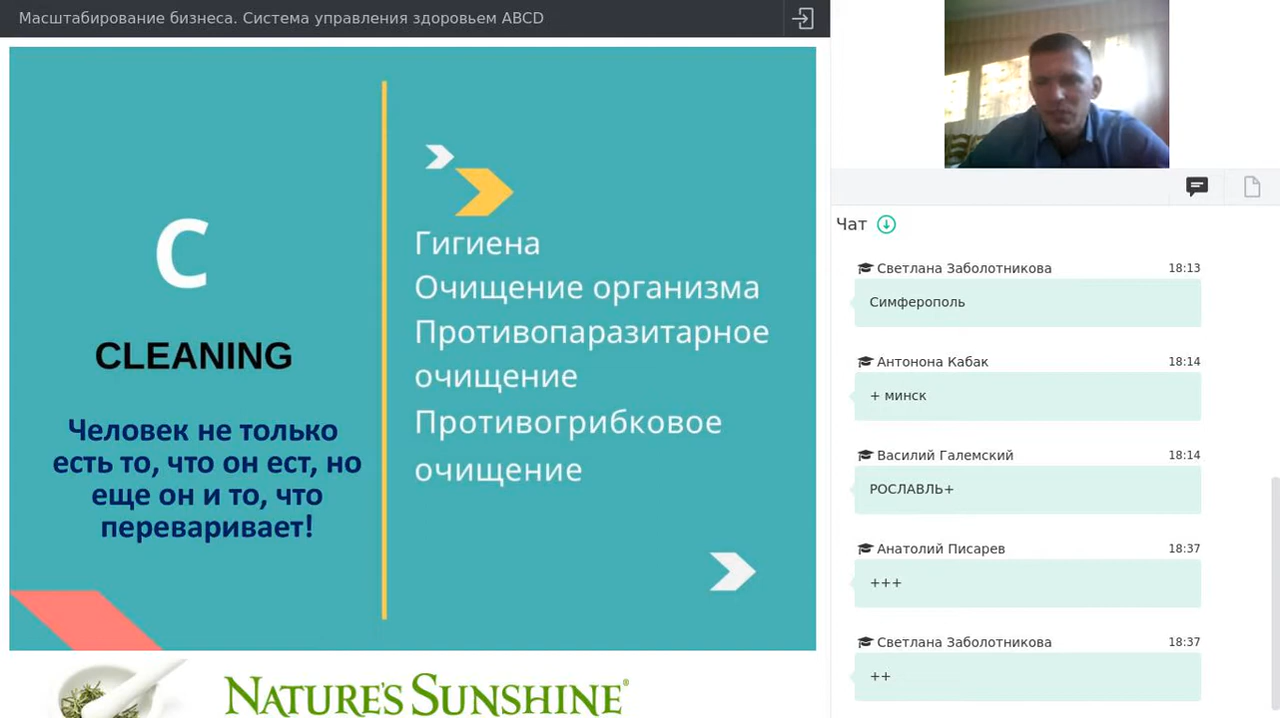 Масштабирование бизнеса. Система управления здоровьем ABCD
C
CLEANING
Человек не только
есть то, что он ест, но
еще он и то, что
переваривает!
Гигиена
Очищение организма
Противопаразитарное
очищение
Противогрибковое
очищение
NATURE'S SUNSHINE®
Чат
Светлана Заболотникова 18:13
Симферополь
Антонона Кабак 18:14
+ минск
Василий Галемский 18:14
РОСЛАВЛЬ+
Анатолий Писарев 18:37
+++
Светлана Заболотникова 18:37
++